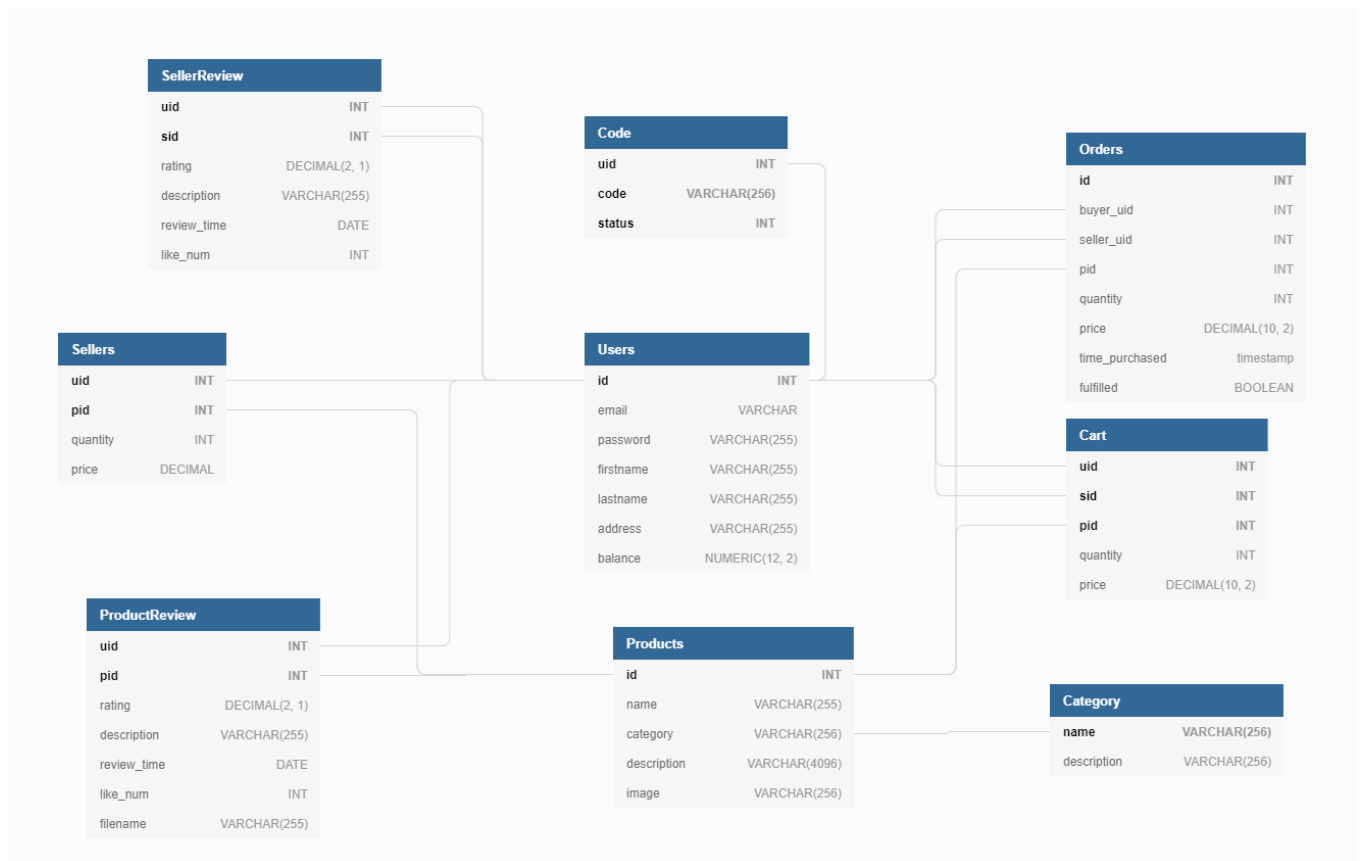 SellerReview
uid INT
sid INT
rating DECIMAL(2, 1)
description VARCHAR(255)
review_time DATE
like_num INT
Code
uid INT
code VARCHAR(256)
status INT
Orders
id INT
buyer_uid INT
seller_uid INT
pid INT
quantity INT
price DECIMAL(10, 2)
time_purchased timestamp
fulfilled BOOLEAN
Sellers
uid INT
pid INT
quantity INT
price DECIMAL
Users
id INT
email VARCHAR
password VARCHAR(255)
firstname VARCHAR(255)
lastname VARCHAR(255)
address VARCHAR(255)
balance NUMERIC(12, 2)
Cart
uid INT
sid INT
pid INT
quantity INT
price DECIMAL(10, 2)
ProductReview
uid INT
pid INT
rating DECIMAL(2, 1)
description VARCHAR(255)
review_time DATE
like_num INT
filename VARCHAR(255)
Products
id INT
name VARCHAR(255)
category VARCHAR(256)
description VARCHAR(4096)
image VARCHAR(256)
Category
name VARCHAR(256)
description VARCHAR(256)